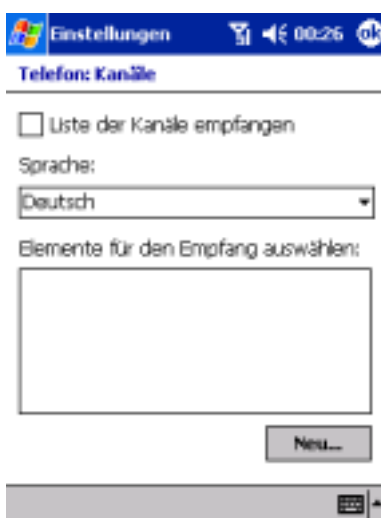 Einstellungen 00:26 ok
Telefon: Kanäle
Liste der Kanäle empfangen
Sprache:
Deutsch
Elemente für den Empfang auswählen:
Neu...